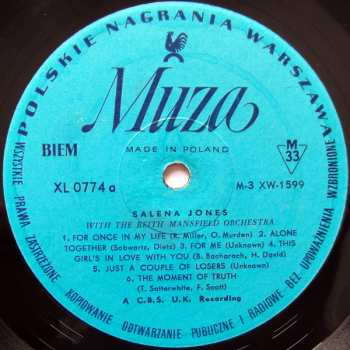 POLSKIE NAGRANIA WARSZAWA
Muza
BIEM
MADE IN POLAND
M
33
XL 0774 a
M-3 XW-1599
SALENA JONES
WITH THE KEITH MANSFIELD ORCHESTRA
1. FOR ONCE IN MY LIFE (R. Miller, O. Murden) 2. ALONE
TOGETHER (Schwartz, Dietz) 3. FOR ME (Unknown) 4. THIS
GIRL'S IN LOVE WITH YOU (B. Bacharach, H. David)
5. JUST A COUPLE OF LOSERS (Unknown)
6. THE MOMENT OF TRUTH
(T. Satterwhite, F. Scott)
A C.B.S. U.K. Recording
WSZYSTKIE PRAWA ZASTRZEŻONE. KOPIOWANIE ODTWARZANIE PUBLICZNE I RADIOWE BEZ UPOWAŻNIENIA WZBRONIONE